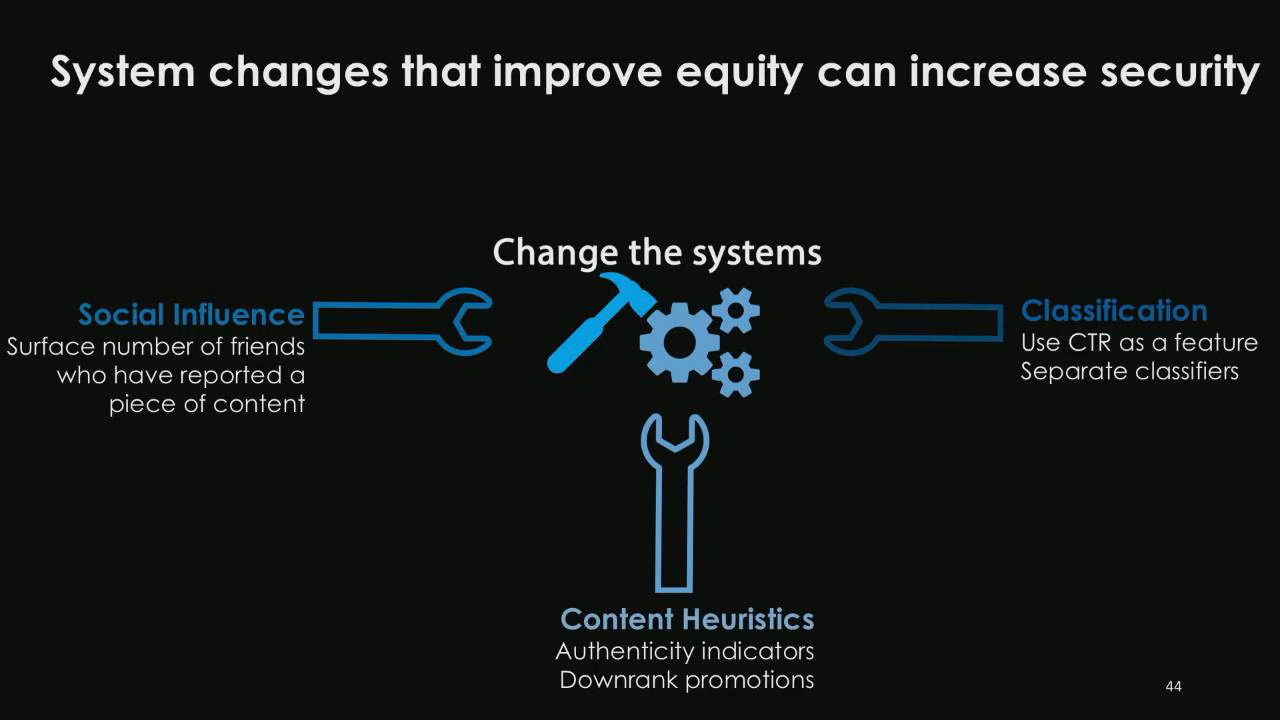 System changes that improve equity can increase security
Change the systems
Social Influence
Surface number of friends
who have reported a
piece of content
Classification
Use CTR as a feature
Separate classifiers
Content Heuristics
Authenticity indicators
Downrank promotions
44